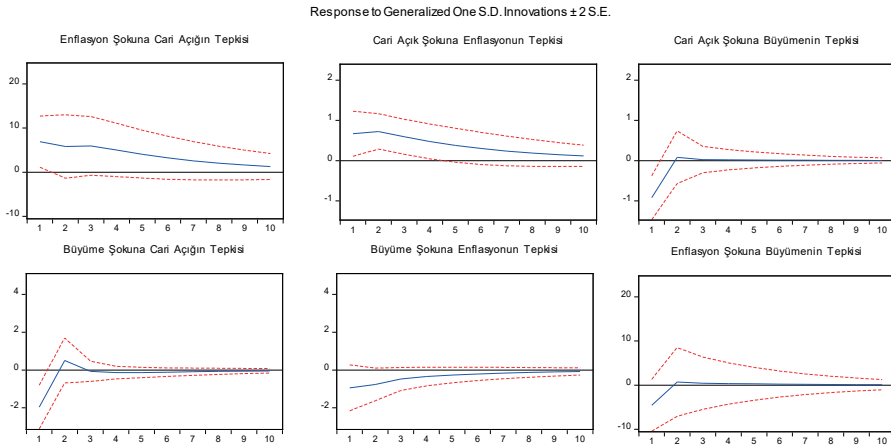 Response to Generalized One S.D. Innovations ± 2 S.E.
Enflasyon Şokuna Cari Açığın Tepkisi
20
10
0
-10
1 2 3 4 5 6 7 8 9 10
Cari Açık Şokuna Enflasyonun Tepkisi
2
1
0
-1
1 2 3 4 5 6 7 8 9 10
Cari Açık Şokuna Büyümenin Tepkisi
2
1
0
-1
1 2 3 4 5 6 7 8 9 10
Büyüme Şokuna Cari Açığın Tepkisi
4
2
0
-2
1 2 3 4 5 6 7 8 9 10
Büyüme Şokuna Enflasyonun Tepkisi
4
2
0
-2
1 2 3 4 5 6 7 8 9 10
Enflasyon Şokuna Büyümenin Tepkisi
20
10
0
-10
1 2 3 4 5 6 7 8 9 10